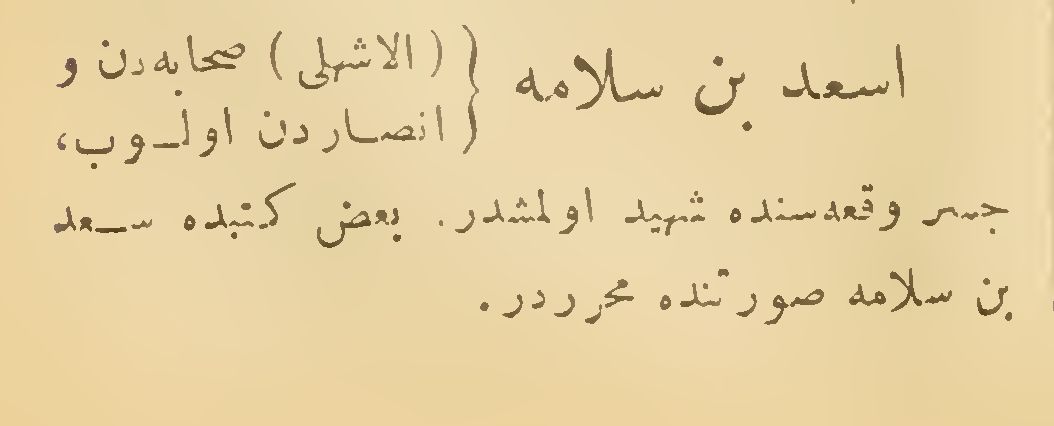 اسعد بن سلامه { (الاشهلی) صحابه‌دن و
انصاردن اولوب،
جسر وقعه‌سنده شهید اولمشدر. بعض کتبده سعد
بن سلامه صورتنده محرردر.